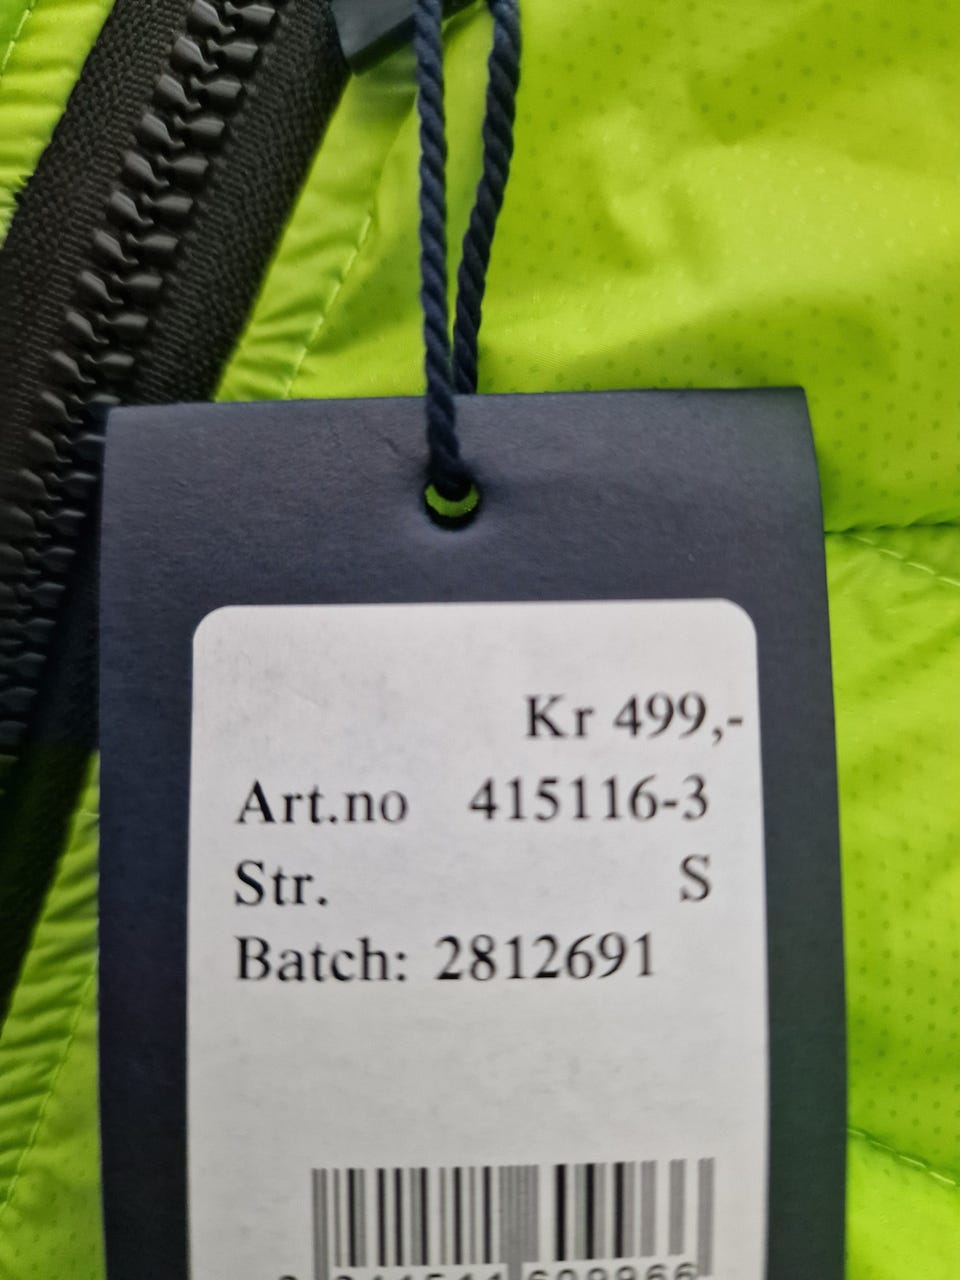 Kr 499,-
Art.no 415116-3
Str. S
Batch: 2812691